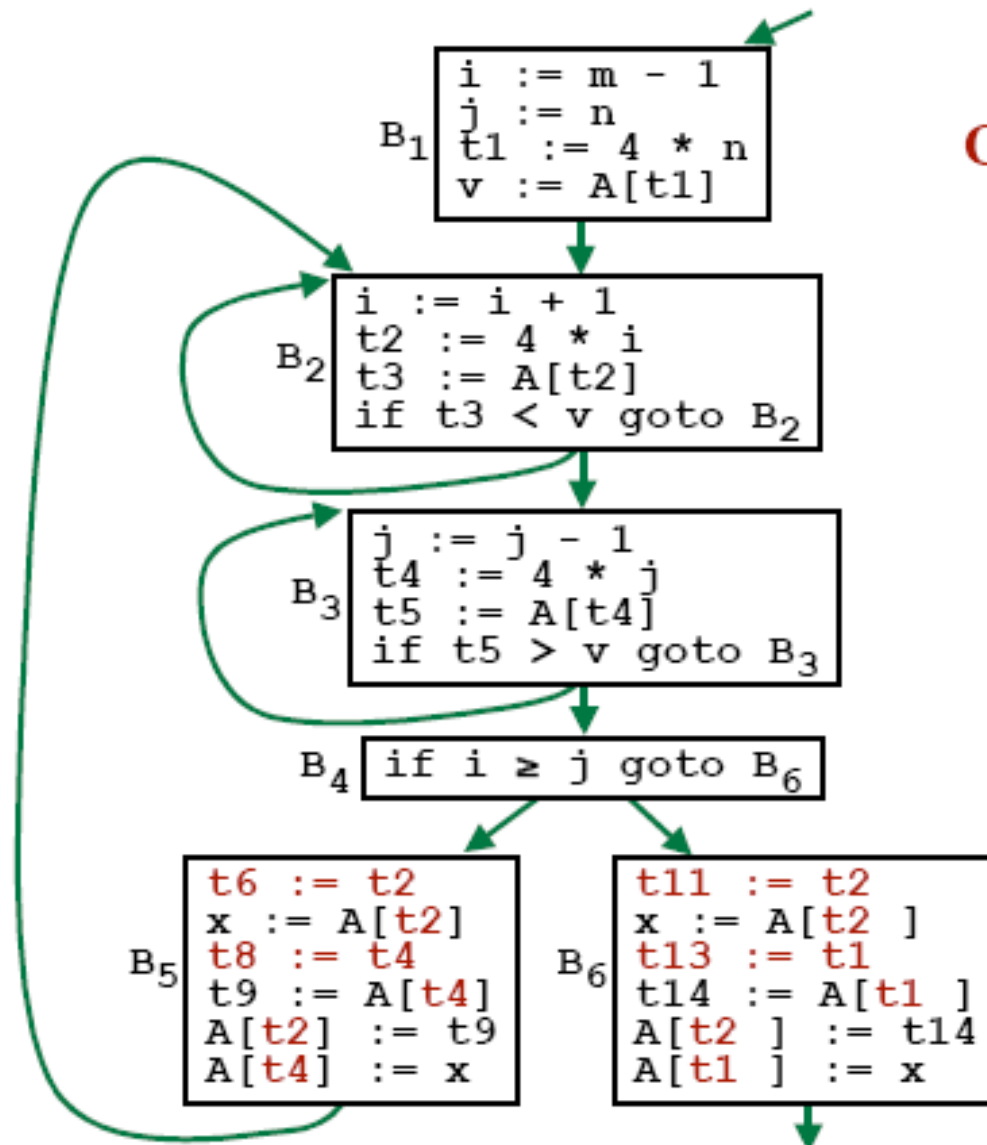 i := m - 1
j := n
B1
t1 := 4 * n
v := A[t1]
C
i := i + 1
t2 := 4 * i
B2
t3 := A[t2]
if t3 < v goto B2
j := j - 1
t4 := 4 * j
B3
t5 := A[t4]
if t5 > v goto B3
B4
if i ≥ j goto B6
t6 := t2
x := A[t2]
t8 := t4
B5
t9 := A[t4]
A[t2] := t9
A[t4] := x
t11 := t2
x := A[t2 ]
t13 := t1
B6
t14 := A[t1 ]
A[t2 ] := t14
A[t1 ] := x